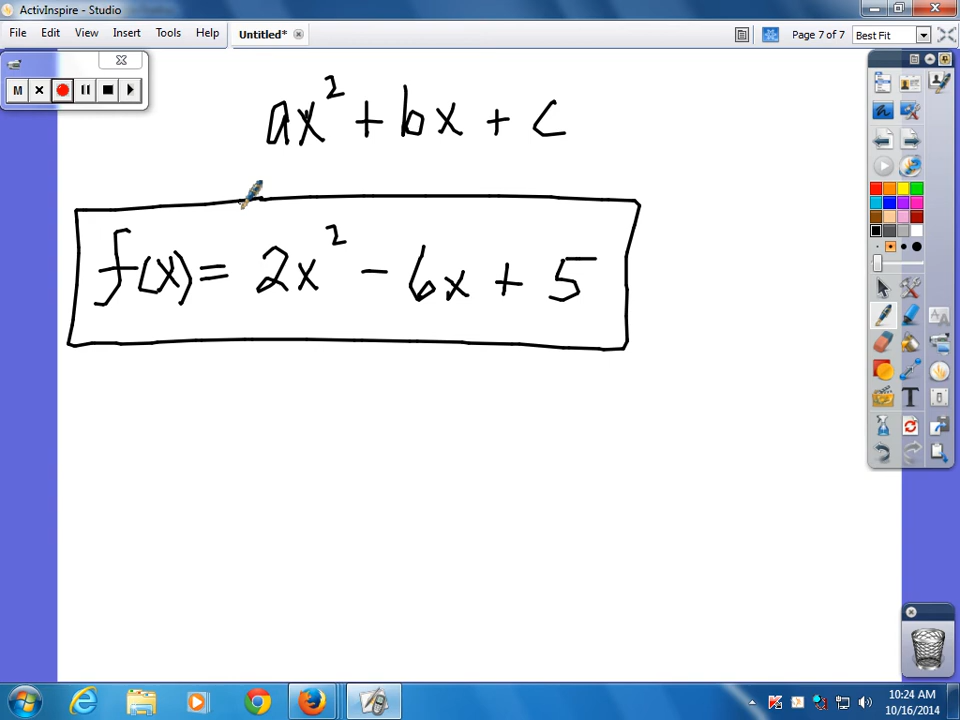 ActivInspire - Studio
File Edit View Insert Tools Help Untitled* Page 7 of 7 Best Fit
M
ax² + bx + c
f(x) = 2x² - 6x + 5
T
A A
10:24 AM
10/16/2014